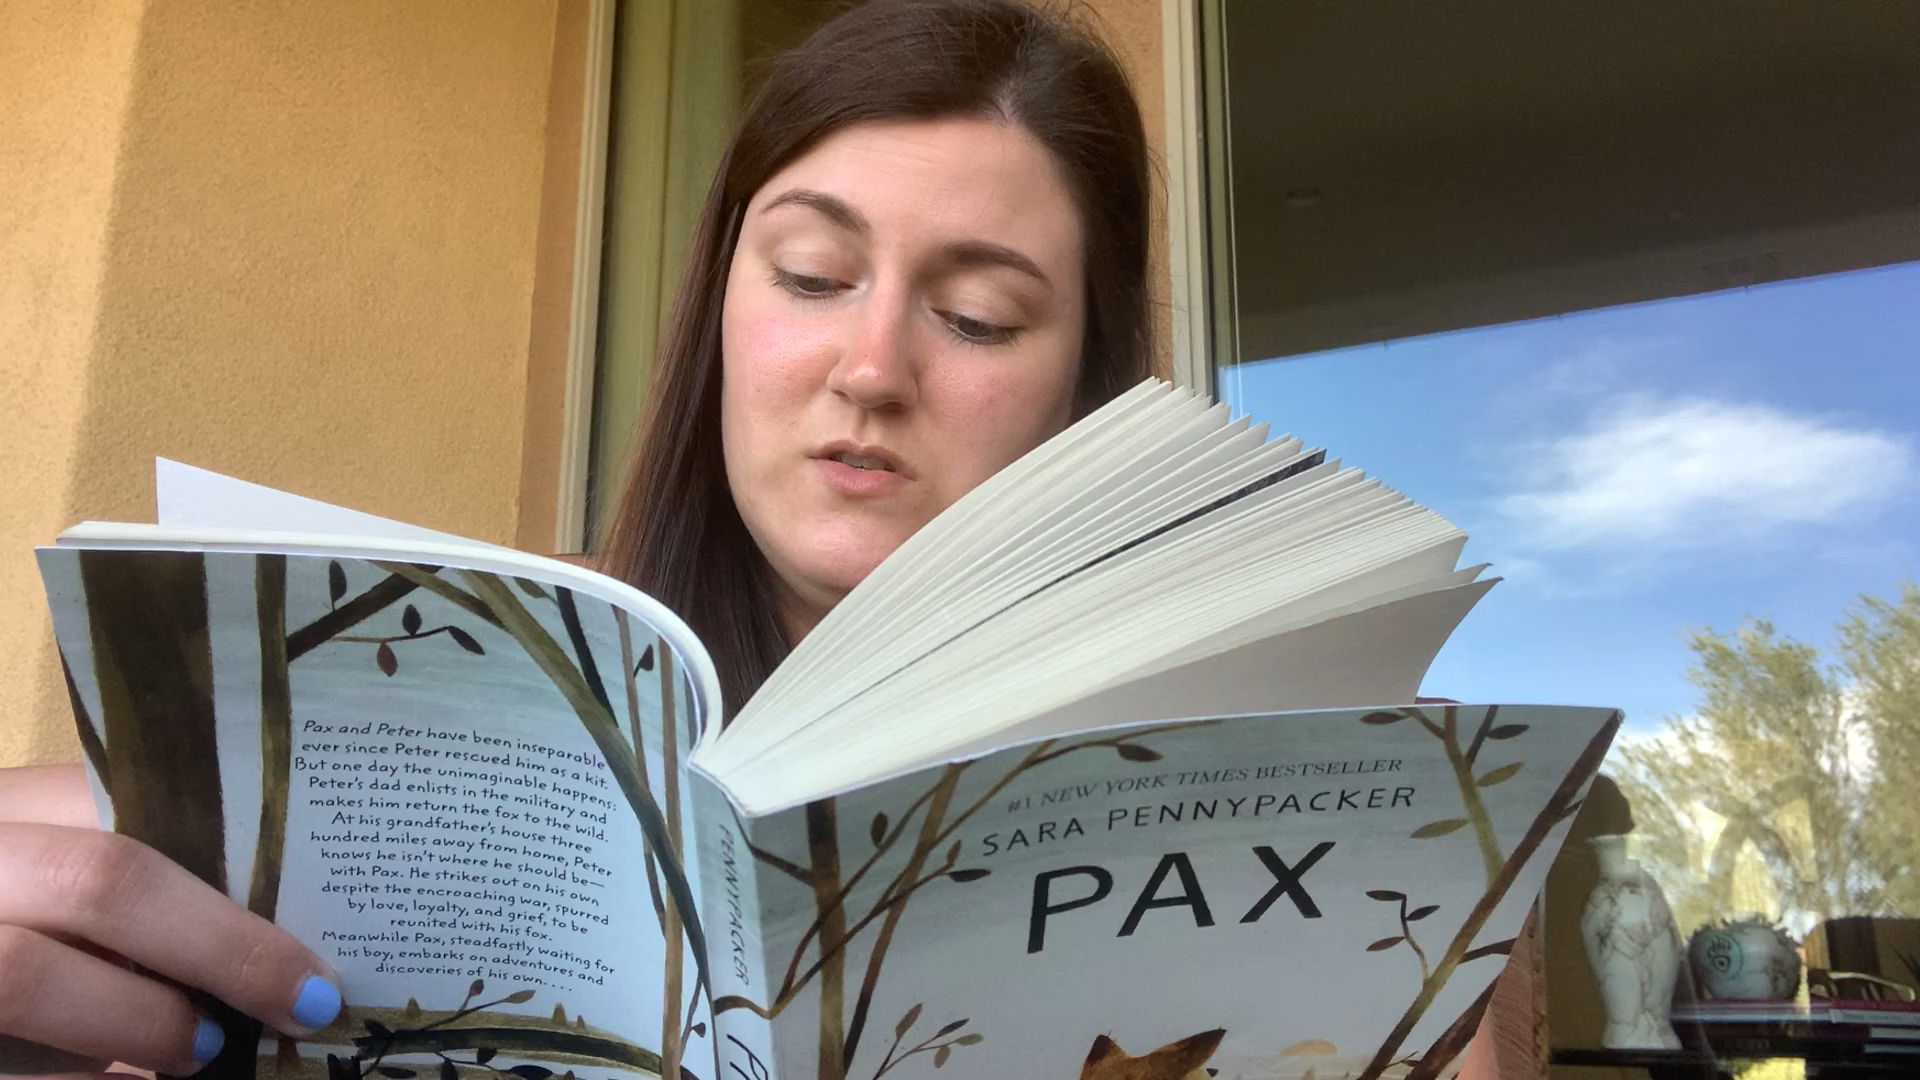 Pax and Peter have been inseparable
ever since Peter rescued him as a kit.
But one day the unimaginable happens:
Peter's dad enlists in the military and
makes him return the fox to the wild.
At his grandfather's house three
hundred miles away from home, Peter
knows he isn't where he should be—
with Pax. He strikes out on his own
despite the encroaching war, spurred
by love, loyalty, and grief, to be
reunited with his fox.
Meanwhile Pax, steadfastly waiting for
his boy, embarks on adventures and
discoveries of his own. . . .
PENNYPACKER
#1 NEW YORK TIMES BESTSELLER
SARA PENNYPACKER
PAX